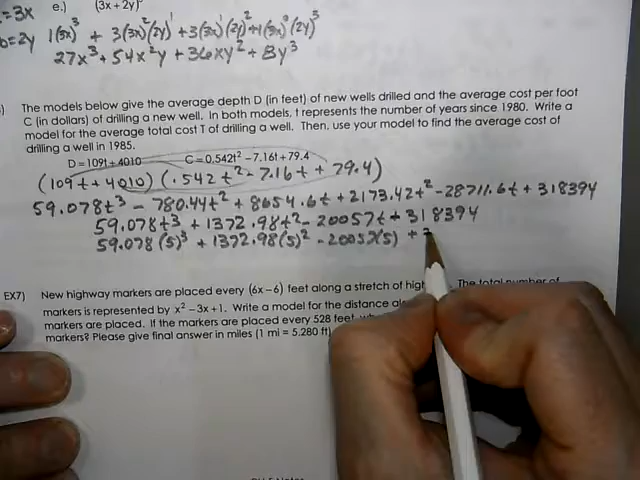 = 3x e.) (3x + 2y)
b = 2y 1(3x)³ + 3(3x)²(2y)¹ + 3(3x)¹(2y)² + 1(3x)⁰(2y)³
27x³ + 54x²y + 36xy² + 8y³
) The models below give the average depth D (in feet) of new wells drilled and the average cost per foot
C (in dollars) of drilling a new well. In both models, t represents the number of years since 1980. Write a
model for the average total cost T of drilling a well. Then, use your model to find the average cost of
drilling a well in 1985.
D = 109t + 4010 C = 0.542t² – 7.16t + 79.4
(109t + 4010)(.542t² - 7.16t + 79.4)
59.078t³ - 780.44t² + 8654.6t + 2173.42t² - 28711.6t + 318394
59.078t³ + 1372.98t² - 20057t + 318394
59.078(5)³ + 1372.98(5)² - 20057(5) +
EX7) New highway markers are placed every (6x – 6) feet along a stretch of The total number of
markers is represented by x² – 3x + 1. Write a model for the distance
markers are placed. If the markers are placed every 528 feet,
markers? Please give final answer in miles (1 mi = 5,280 ft)